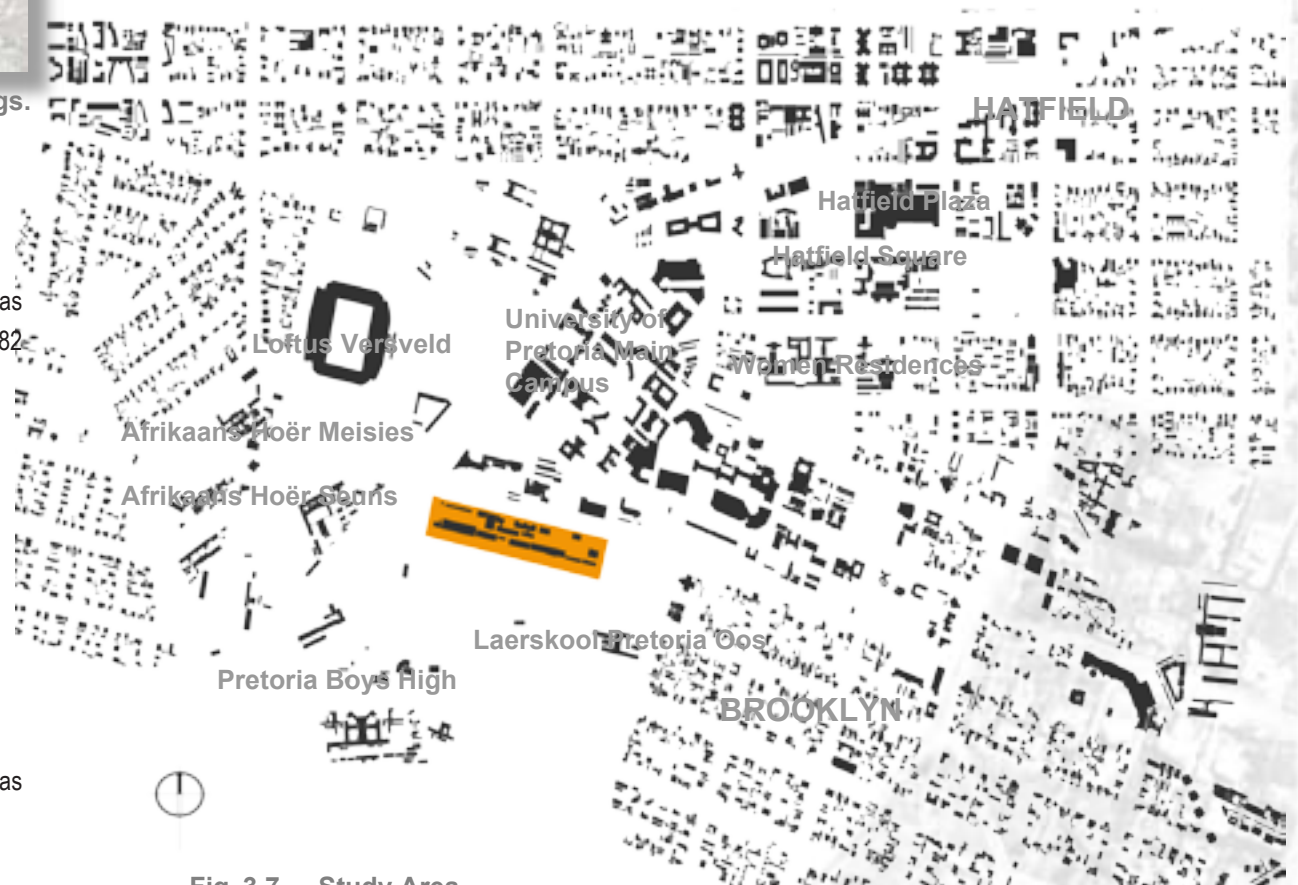 gs.
HATFIELD
Hatfield Plaza
Hatfield Square
as
82
University of
Pretoria Main
Campus
Loftus Versveld
Women Residences
Afrikaans Hoër Meisies
Afrikaans Hoër Seuns
Laerskool Pretoria Oos
Pretoria Boys High
BROOKLYN
as
Fig. 3.7 Study Area